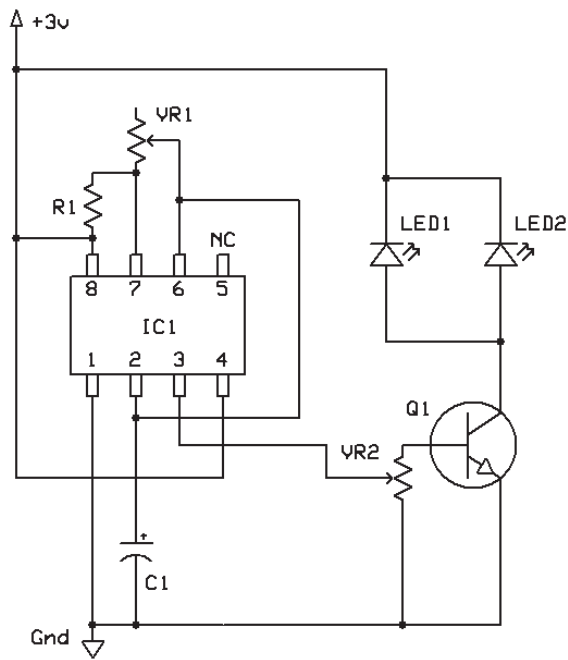 +3v
VR1
R1
NC
LED1
LED2
8 7 6 5
IC1
1 2 3 4
Q1
VR2
+
C1
Gnd